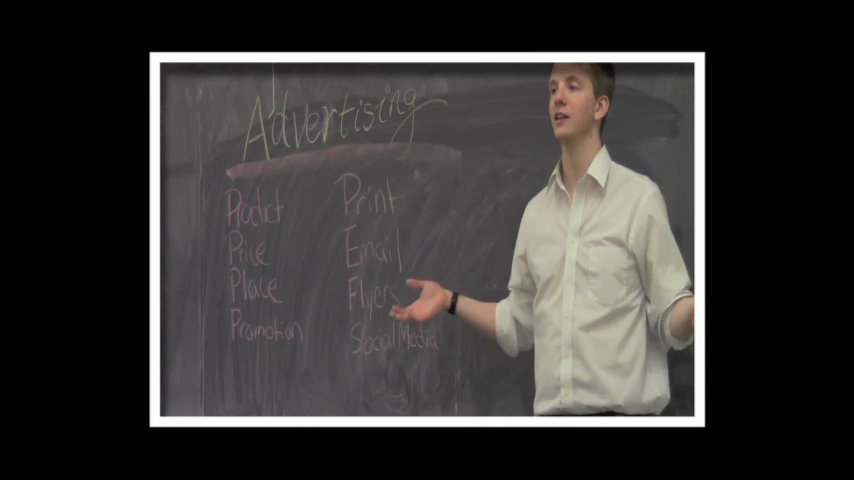 Advertising
Product
Price
Place
Promotion
Print
Email
Flyers
Social Media